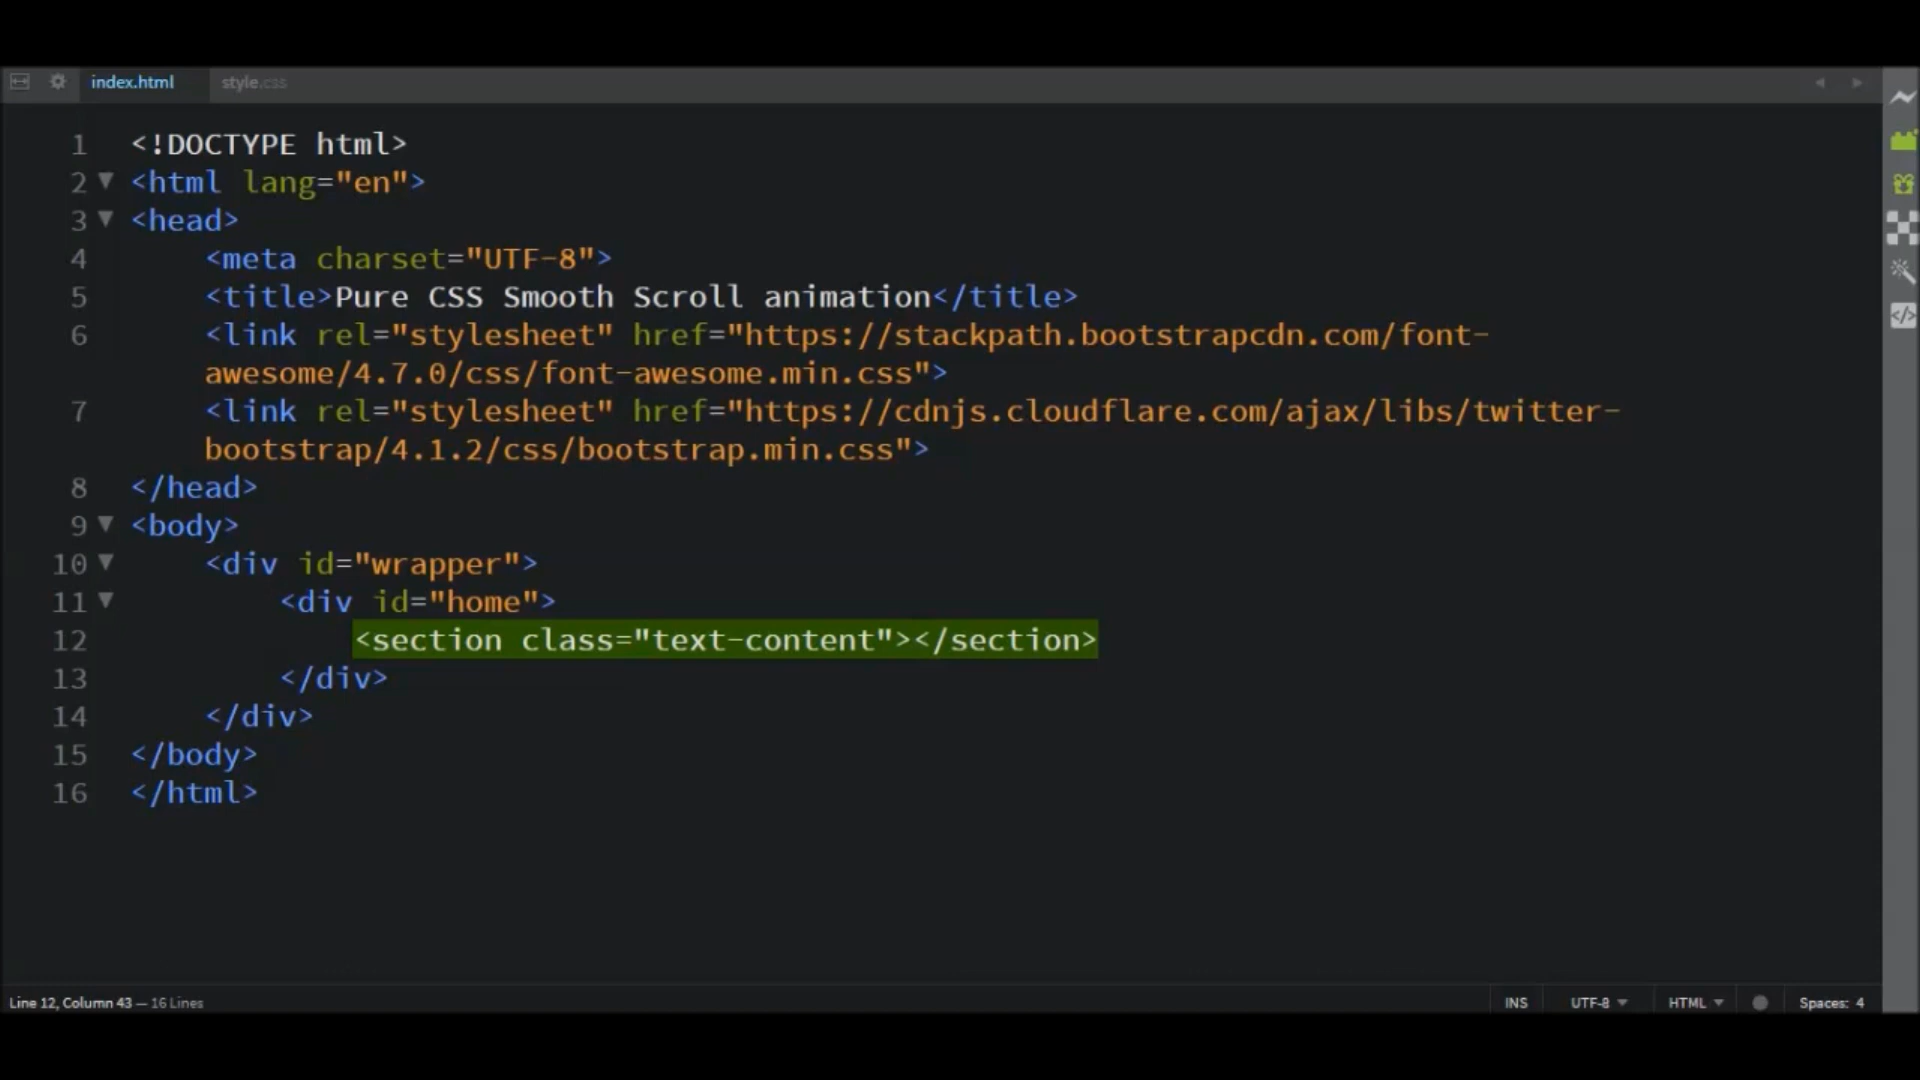 index.html
style.css
1 <!DOCTYPE html>
2 <html lang="en">
3 <head>
4 <meta charset="UTF-8">
5 <title>Pure CSS Smooth Scroll animation</title>
6 <link rel="stylesheet" href="https://stackpath.bootstrapcdn.com/font-
awesome/4.7.0/css/font-awesome.min.css">
7 <link rel="stylesheet" href="https://cdnjs.cloudflare.com/ajax/libs/twitter-
bootstrap/4.1.2/css/bootstrap.min.css">
8 </head>
9 <body>
10 <div id="wrapper">
11 <div id="home">
12 <section class="text-content"></section>
13 </div>
14 </div>
15 </body>
16 </html>
Line 12, Column 43 — 16 Lines
INS
UTF-8
HTML
Spaces: 4